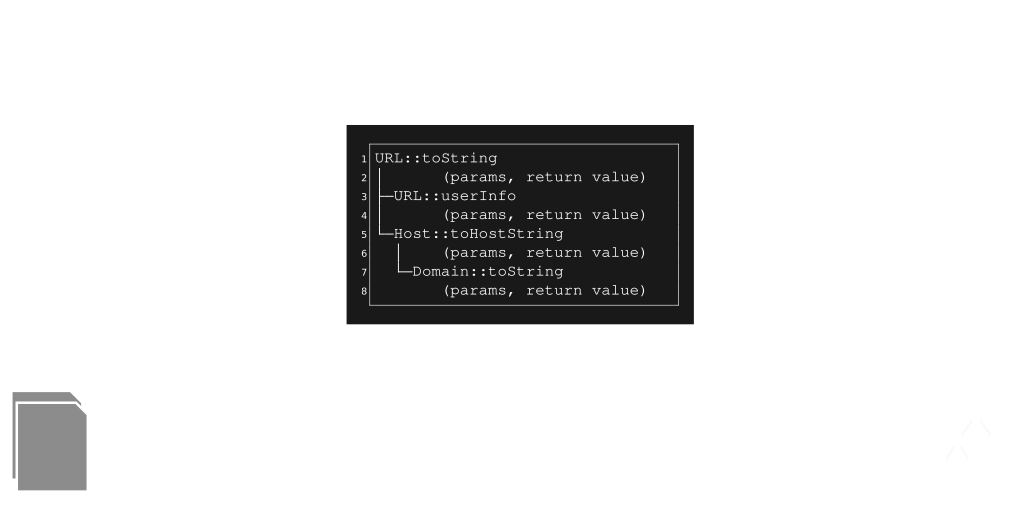 1 URL::toString
2 (params, return value)
3 ├─URL::userInfo
4 (params, return value)
5 └─Host::toHostString
6 (params, return value)
7 └─Domain::toString
8 (params, return value)